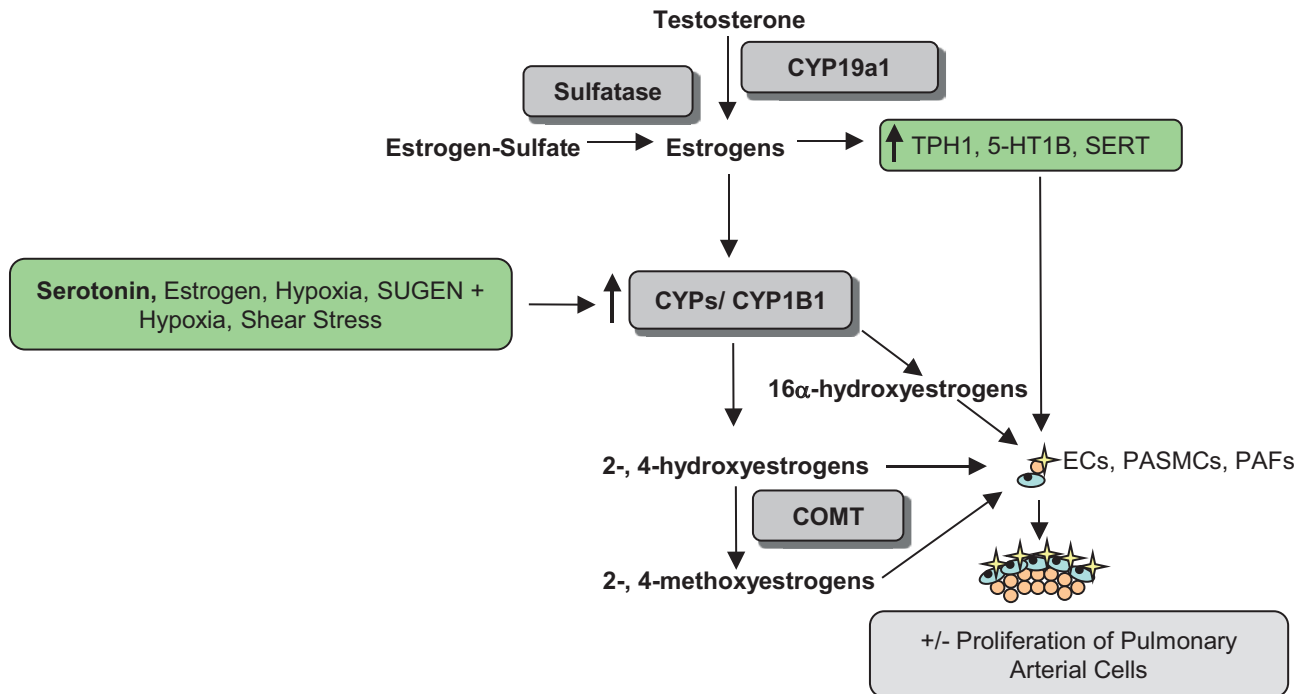 Testosterone
CYP19a1
Sulfatase
Estrogen-Sulfate
Estrogens
TPH1, 5-HT1B, SERT
Serotonin, Estrogen, Hypoxia, SUGEN +
Hypoxia, Shear Stress
CYPs/ CYP1B1
16α-hydroxyestrogens
2-, 4-hydroxyestrogens
ECs, PASMCs, PAFs
COMT
2-, 4-methoxyestrogens
+/- Proliferation of Pulmonary
Arterial Cells